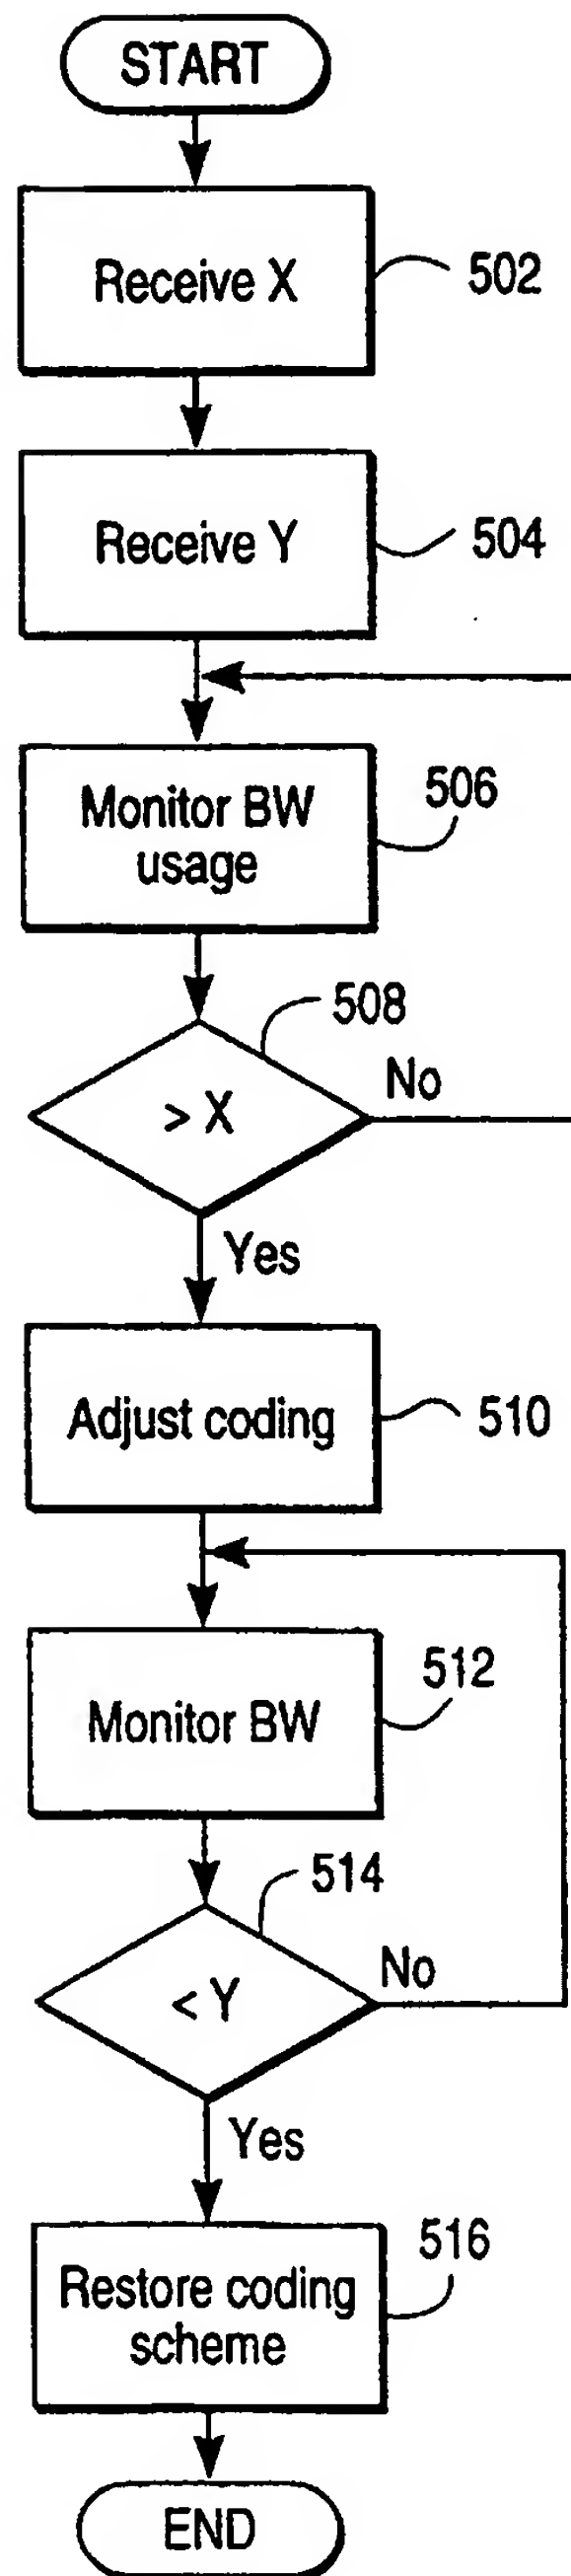 START
Receive X
502
Receive Y
504
Monitor BW
usage
506
508
> X
No
Yes
Adjust coding
510
Monitor BW
512
514
< Y
No
Yes
Restore coding
scheme
516
END